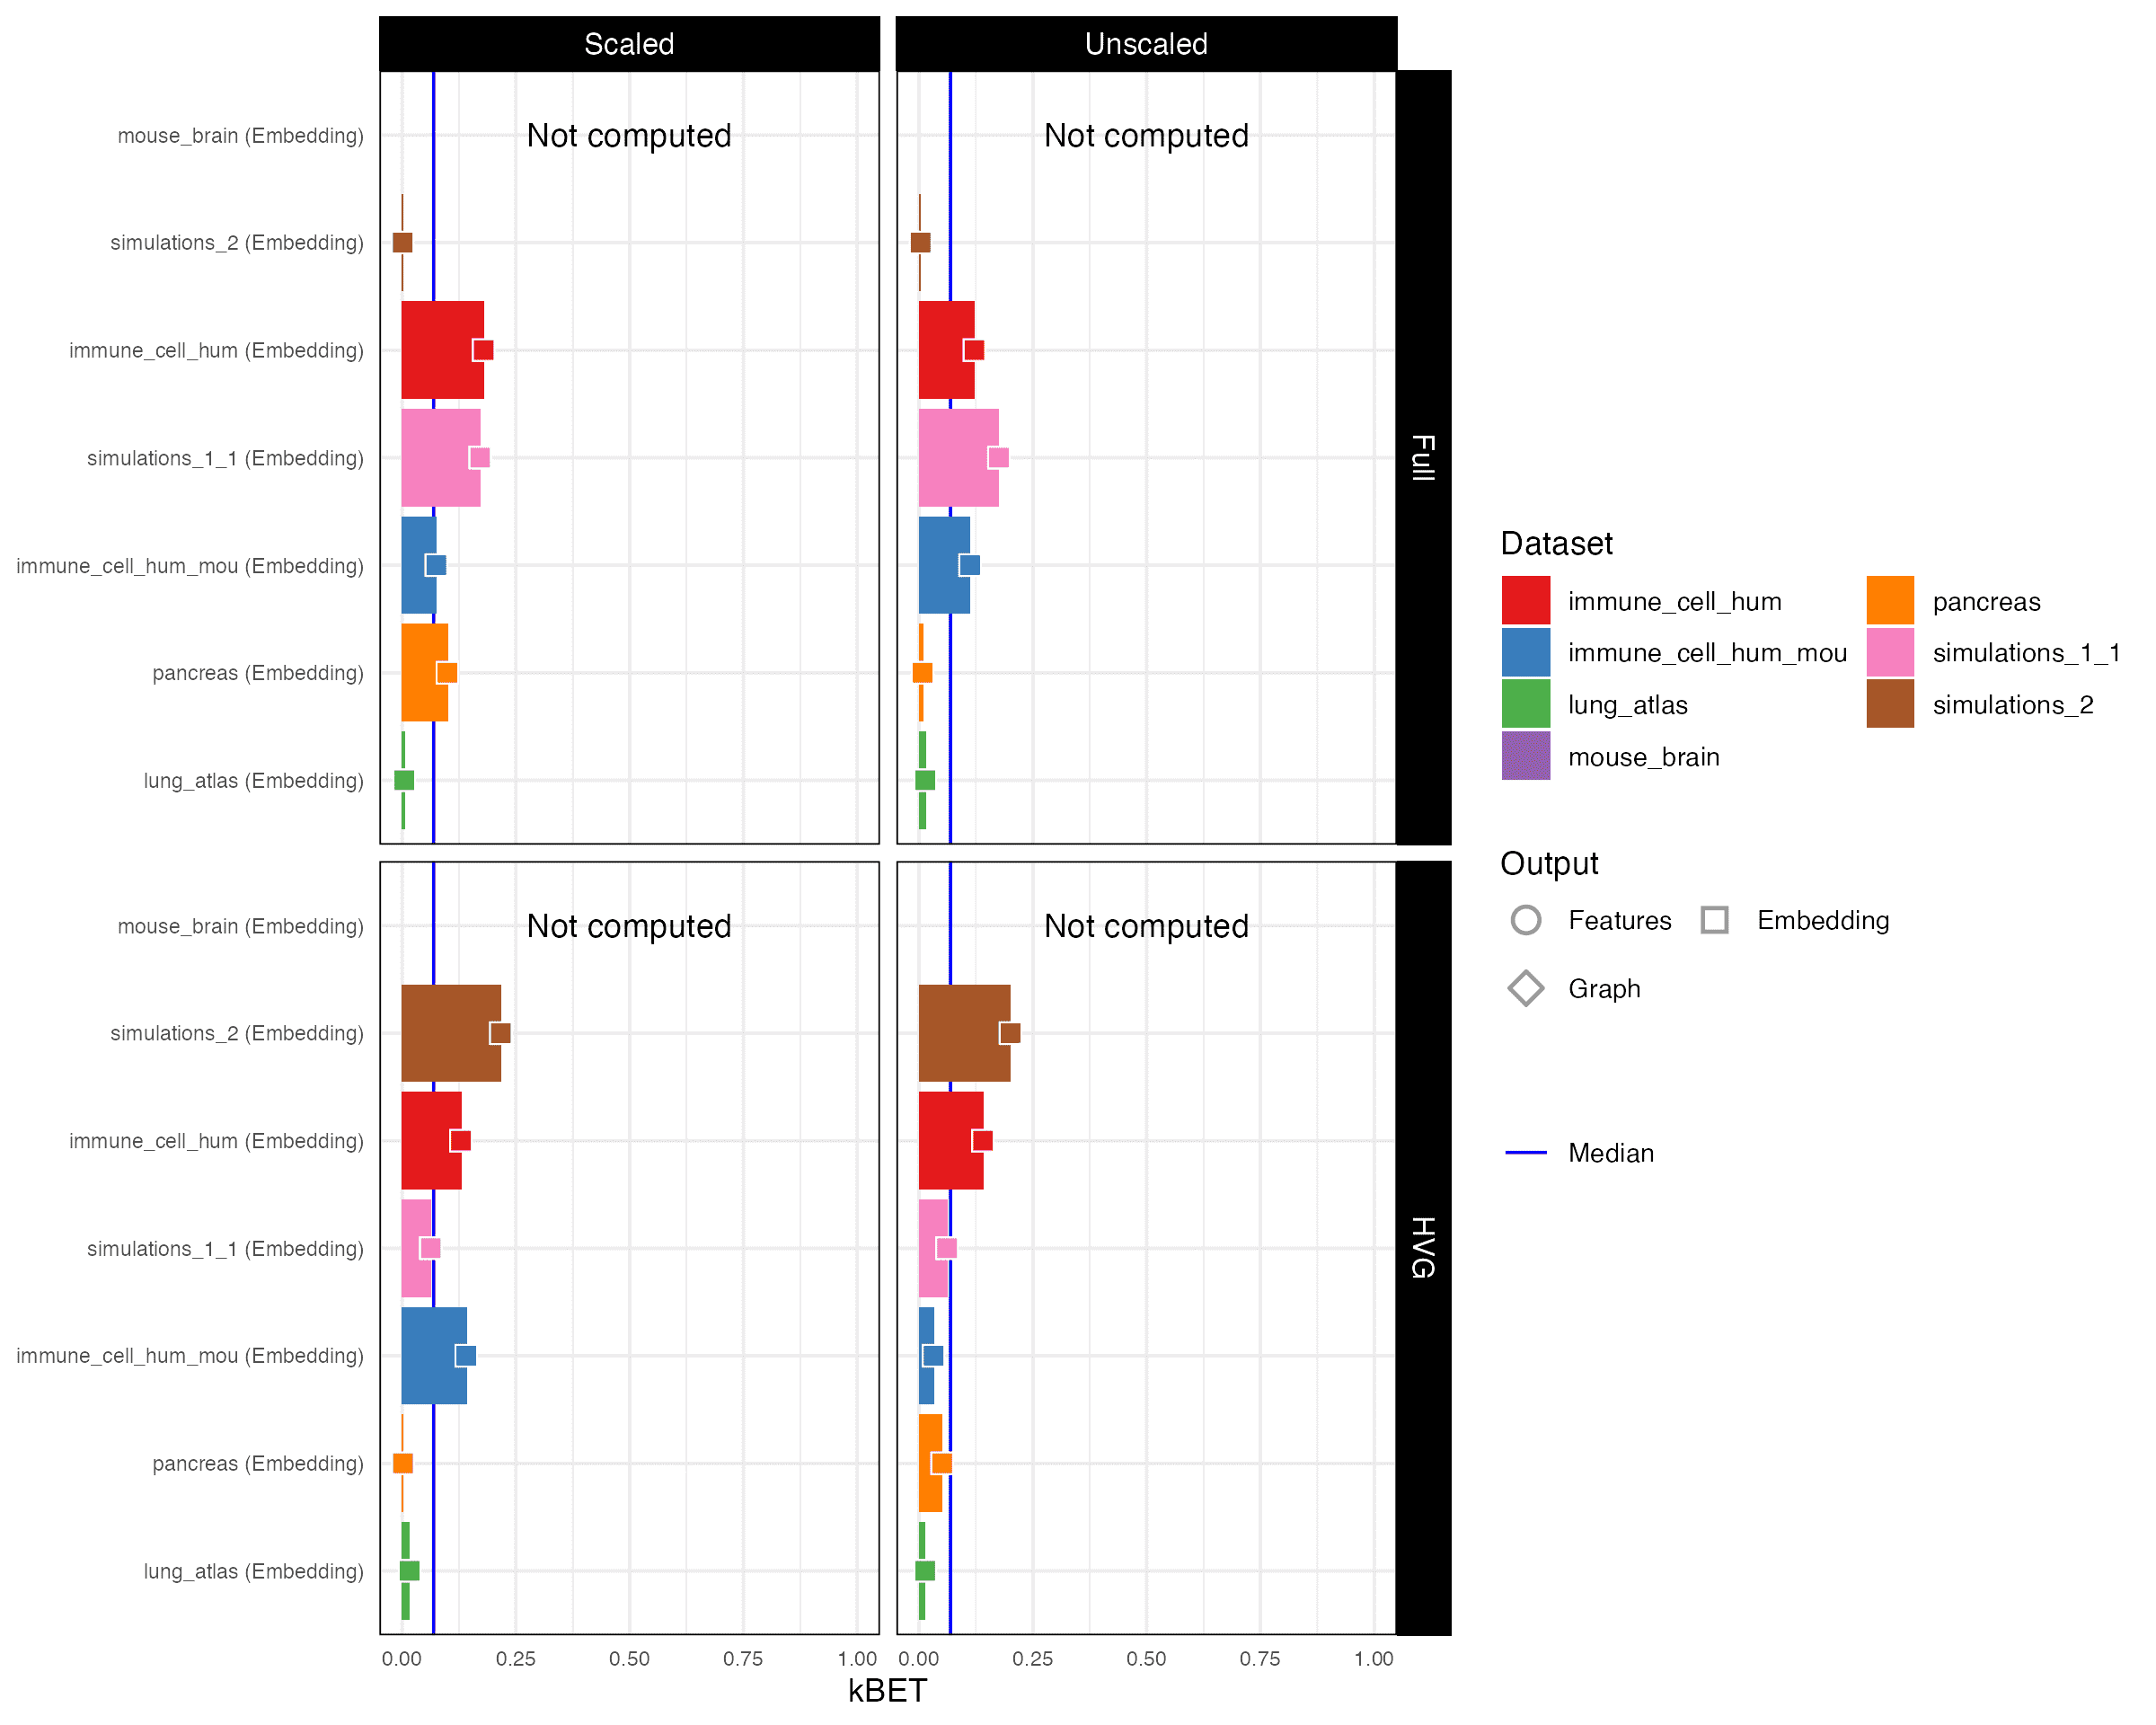 Scaled
Unscaled
mouse_brain (Embedding)
Not computed
Not computed
simulations_2 (Embedding)
immune_cell_hum (Embedding)
simulations_1_1 (Embedding)
immune_cell_hum_mou (Embedding)
pancreas (Embedding)
lung_atlas (Embedding)
Full
mouse_brain (Embedding)
Not computed
Not computed
simulations_2 (Embedding)
immune_cell_hum (Embedding)
simulations_1_1 (Embedding)
immune_cell_hum_mou (Embedding)
pancreas (Embedding)
lung_atlas (Embedding)
HVG
0.00 0.25 0.50 0.75 1.00
0.00 0.25 0.50 0.75 1.00
kBET
Dataset
immune_cell_hum
immune_cell_hum_mou
lung_atlas
mouse_brain
pancreas
simulations_1_1
simulations_2
Output
Features
Embedding
Graph
Median